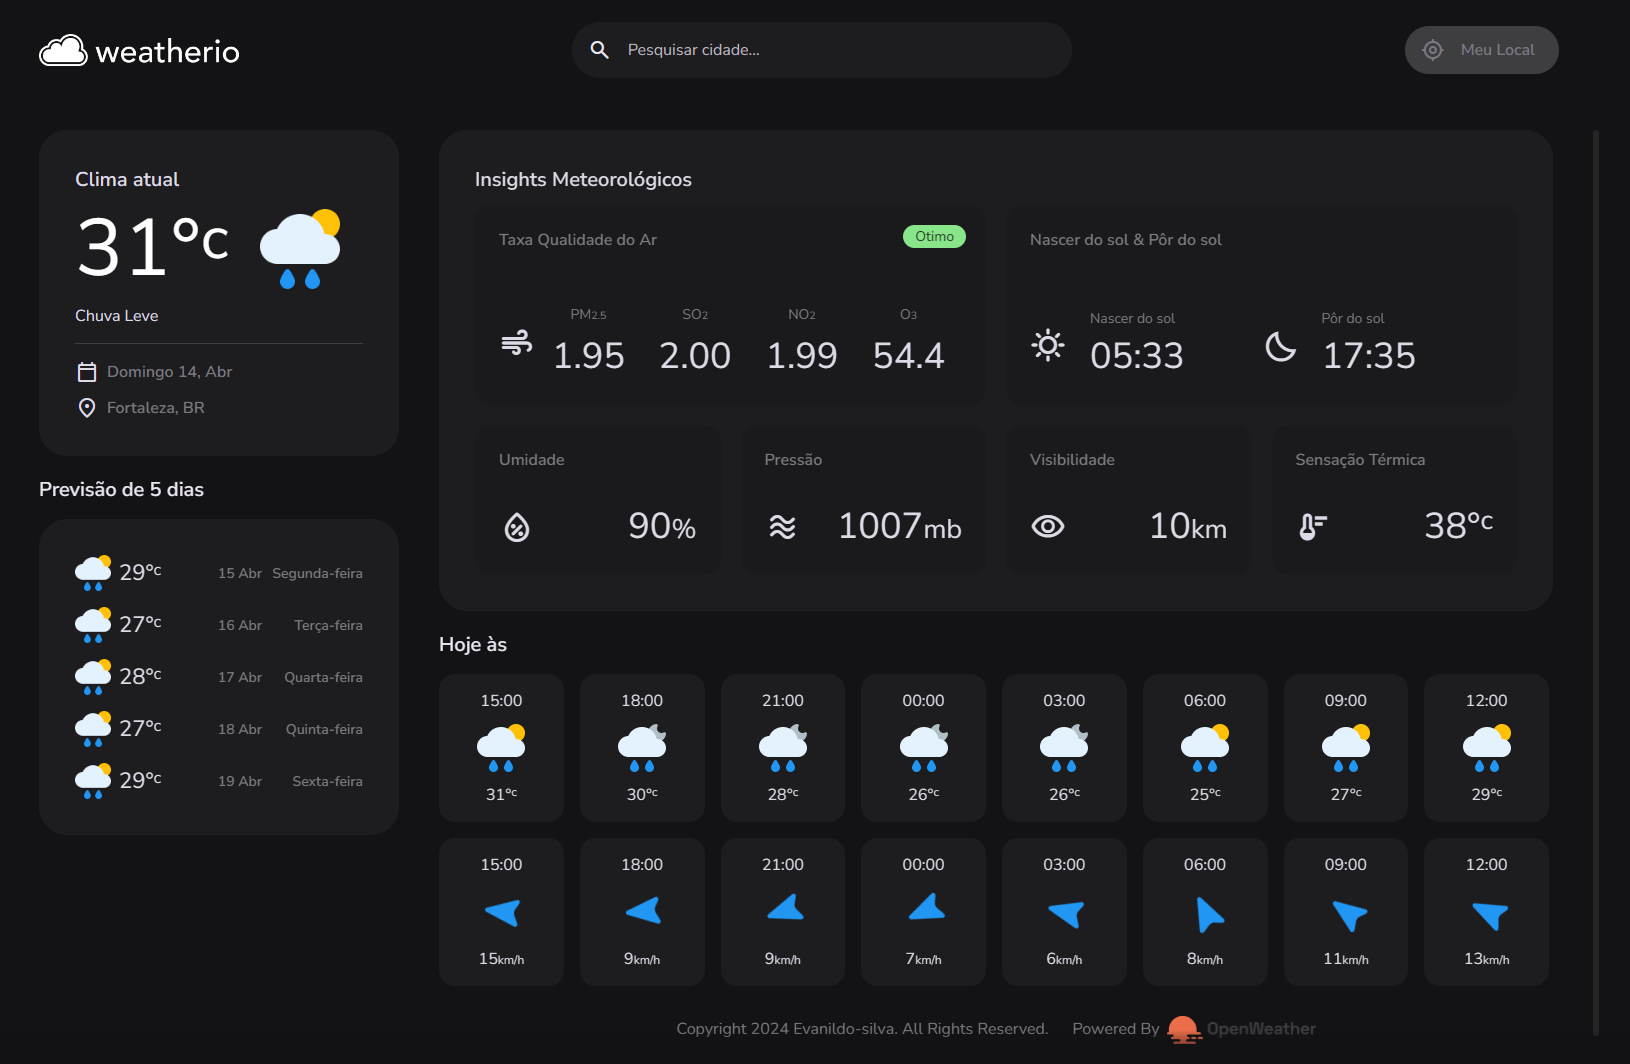 weatherio
Pesquisar cidade...
Meu Local
Clima atual
31°c
Chuva Leve
Domingo 14, Abr
Fortaleza, BR
Previsão de 5 dias
29°c 15 Abr Segunda-feira
27°c 16 Abr Terça-feira
28°c 17 Abr Quarta-feira
27°c 18 Abr Quinta-feira
29°c 19 Abr Sexta-feira
Insights Meteorológicos
Taxa Qualidade do Ar Otimo
PM2.5 SO2 NO2 O3
1.95 2.00 1.99 54.4
Nascer do sol & Pôr do sol
Nascer do sol Pôr do sol
05:33 17:35
Umidade
90%
Pressão
1007mb
Visibilidade
10km
Sensação Térmica
38°c
Hoje às
15:00 18:00 21:00 00:00 03:00 06:00 09:00 12:00
31°c 30°c 28°c 26°c 26°c 25°c 27°c 29°c
15:00 18:00 21:00 00:00 03:00 06:00 09:00 12:00
15km/h 9km/h 9km/h 7km/h 6km/h 8km/h 11km/h 13km/h
Copyright 2024 Evanildo-silva. All Rights Reserved. Powered By OpenWeather